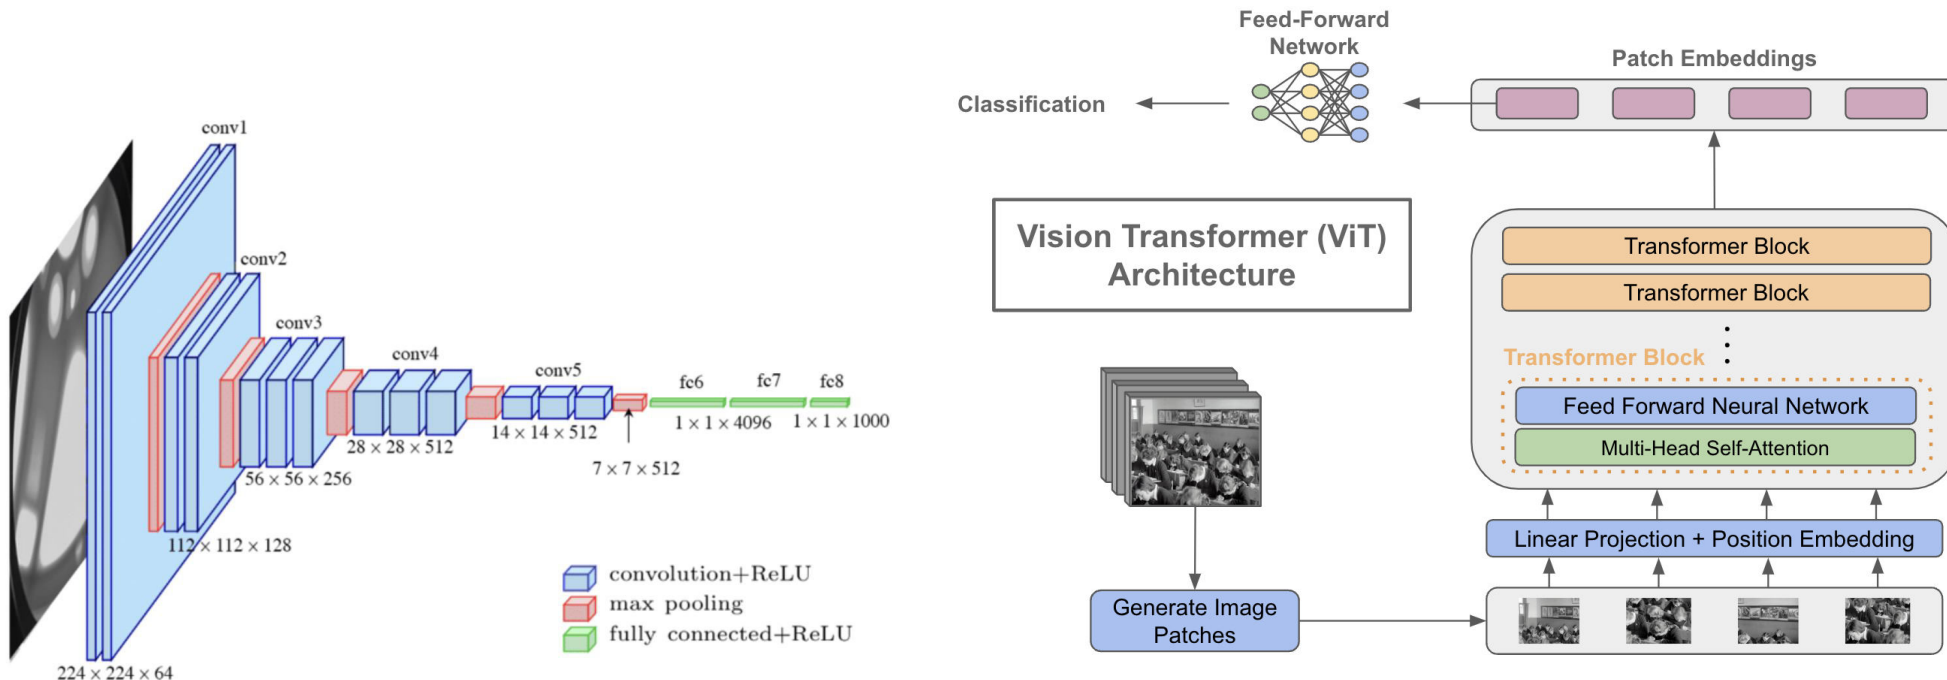 conv1
conv2
conv3
conv4
conv5
fc6
fc7
fc8
1 × 1 × 4096
1 × 1 × 1000
14 × 14 × 512
28 × 28 × 512
7 × 7 × 512
56 × 56 × 256
112 × 112 × 128
224 × 224 × 64
convolution+ReLU
max pooling
fully connected+ReLU
Feed-Forward
Network
Patch Embeddings
Classification
Vision Transformer (ViT)
Architecture
Transformer Block
Transformer Block
Transformer Block
Feed Forward Neural Network
Multi-Head Self-Attention
Linear Projection + Position Embedding
Generate Image
Patches